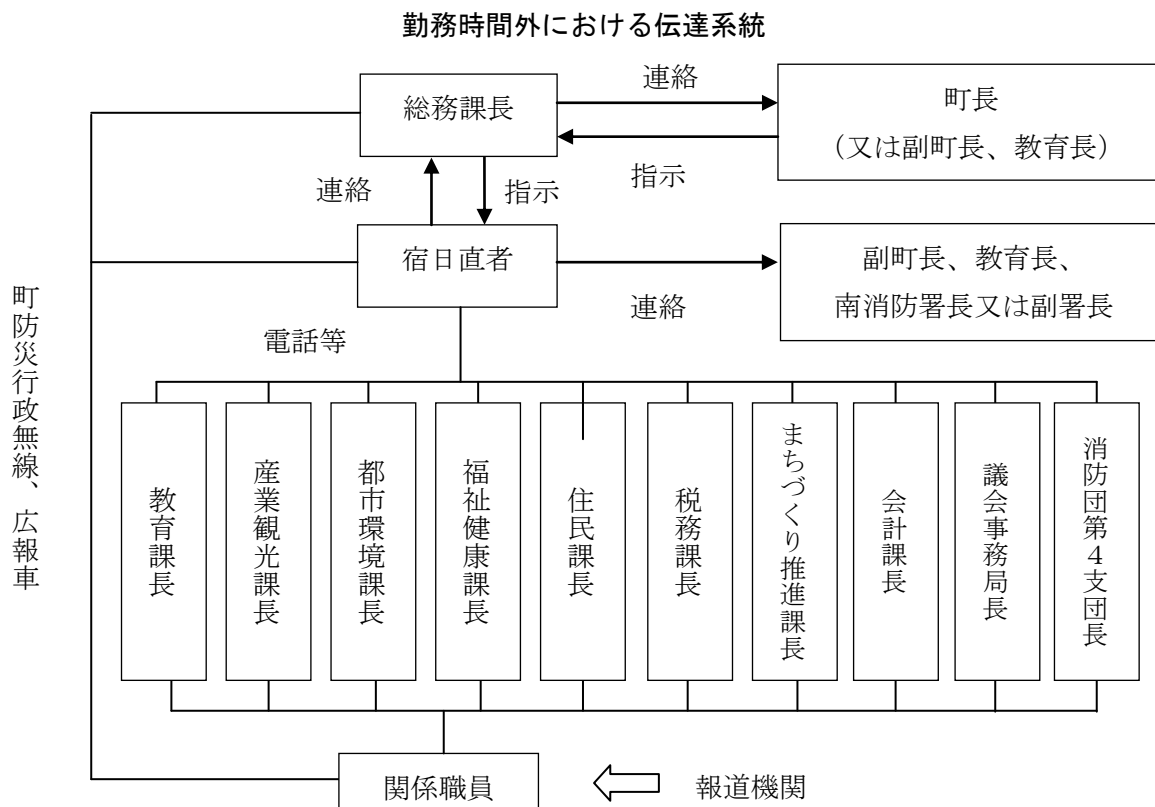 勤務時間外における伝達系統
連絡
総務課長
町長
（又は副町長、教育長）
指示
連絡
指示
宿日直者
副町長、教育長、
南消防署長又は副署長
連絡
電話等
町防災行政無線、広報車
教育課長
産業観光課長
都市環境課長
福祉健康課長
住民課長
税務課長
まちづくり推進課長
会計課長
議会事務局長
消防団第４支団長
関係職員
報道機関